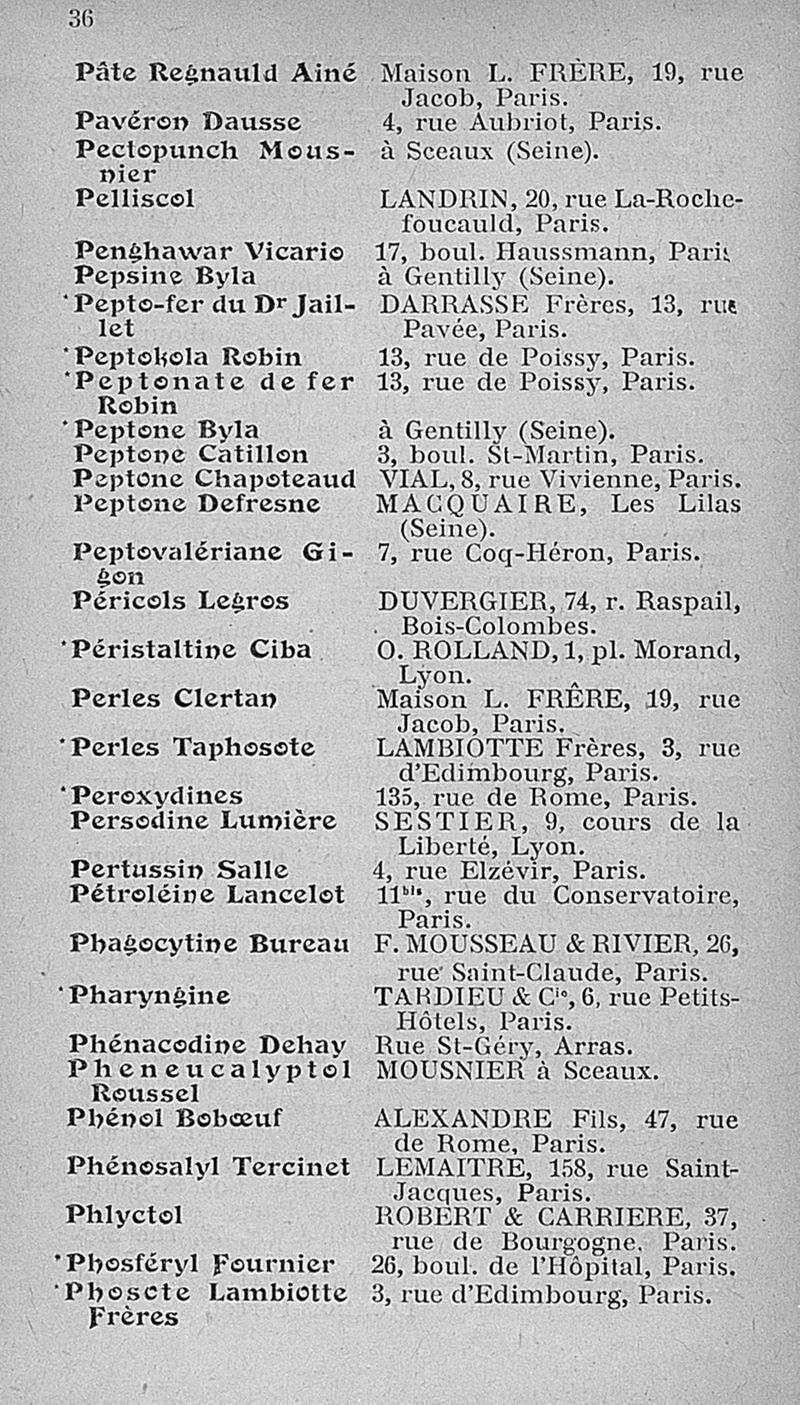 36
Pâte Regnauld Ainé Maison L. FRÈRE, 19, rue
Jacob, Paris.
Pavéron Dausse 4, rue Aubriot, Paris.
Pectopunch Mous- à Sceaux (Seine).
nier
Pelliscol LANDRIN, 20, rue La-Roche-
foucauld, Paris.
Penghawar Vicario 17, boul. Haussmann, Paris
Pepsine Byla à Gentilly (Seine).
*Pepto-fer du Dr Jail- DARRASSE Frères, 13, rue
let Pavée, Paris.
*Peptokola Robin 13, rue de Poissy, Paris.
*Peptonate de fer 13, rue de Poissy, Paris.
Robin
*Peptone Byla à Gentilly (Seine).
Peptone Catillon 3, boul. St-Martin, Paris.
Peptone Chapoteaud VIAL, 8, rue Vivienne, Paris.
Peptone Defresne MACQUAIRE, Les Lilas
(Seine).
Peptovalériane Gi- 7, rue Coq-Héron, Paris.
gon
Péricols Legros DUVERGIER, 74, r. Raspail,
Bois-Colombes.
*Péristaltine Ciba O. ROLLAND, 1, pl. Morand,
Lyon.
Perles Clertan Maison L. FRÊRE, 19, rue
Jacob, Paris.
*Perles Taphosote LAMBIOTTE Frères, 3, rue
d'Edimbourg, Paris.
*Peroxydines 135, rue de Rome, Paris.
Persodine Lumière SESTIER, 9, cours de la
Liberté, Lyon.
Pertussin Salle 4, rue Elzévir, Paris.
Pétroléine Lancelot 11bis, rue du Conservatoire,
Paris.
Phagocytine Bureau F. MOUSSEAU & RIVIER, 26,
rue Saint-Claude, Paris.
*Pharyngine TARDIEU & Cie, 6, rue Petits-
Hôtels, Paris.
Phénacodine Dehay Rue St-Géry, Arras.
Pheneucalyptol MOUSNIER à Sceaux.
Roussel
Phénol Bobœuf ALEXANDRE Fils, 47, rue
de Rome, Paris.
Phénosalyl Tercinet LEMAITRE, 158, rue Saint-
Jacques, Paris.
Phlyctol ROBERT & CARRIERE, 37,
rue de Bourgogne, Paris.
*Phosféryl Fournier 26, boul. de l'Hôpital, Paris.
*Phoscte Lambiotte 3, rue d'Edimbourg, Paris.
Frères